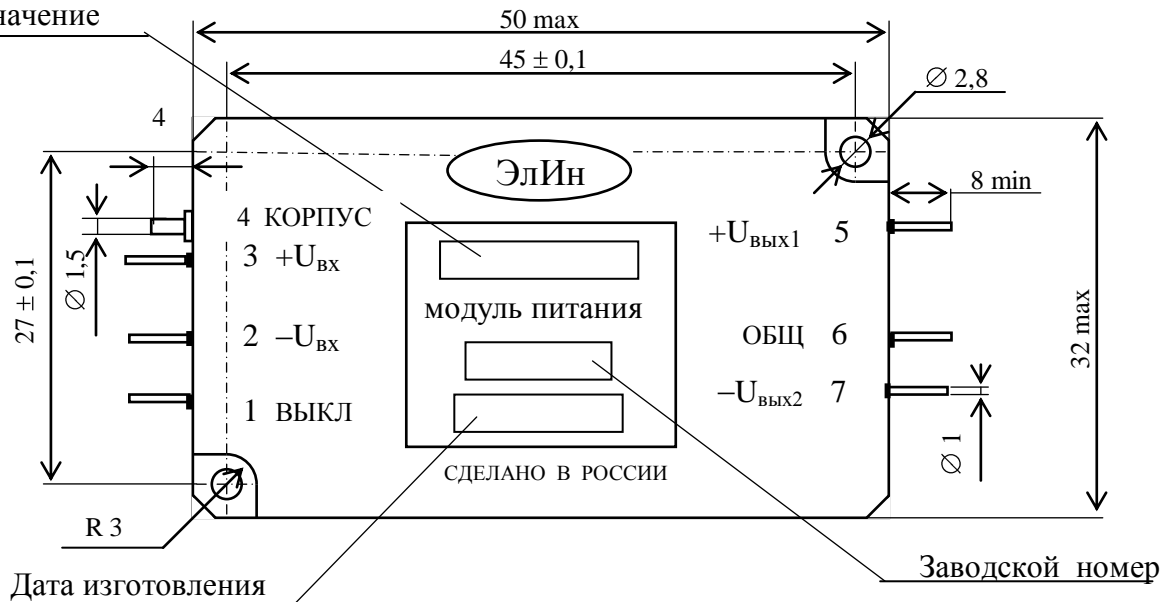 начение
50 max
45 ± 0,1
∅ 2,8
4
ЭлИн
8 min
4 КОРПУС
+Uвых1 5
3 +Uвх
∅ 1,5
27 ± 0,1
модуль питания
2 −Uвх
ОБЩ 6
32 max
−Uвых2 7
1 ВЫКЛ
∅ 1
СДЕЛАНО В РОССИИ
R 3
Заводской номер
Дата изготовления